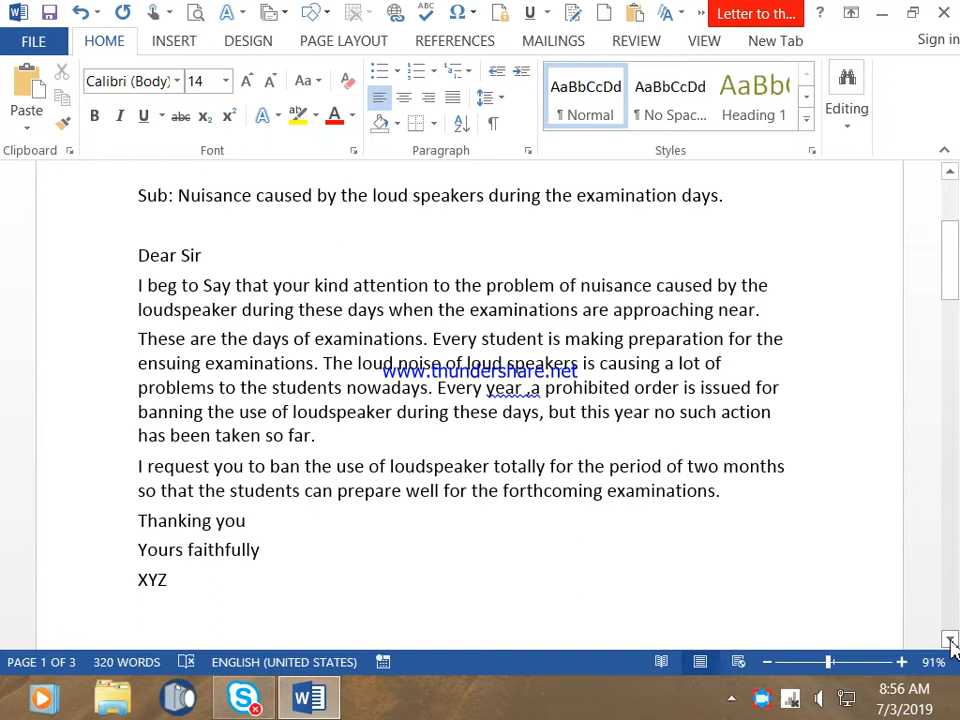 Letter to th...
Sign in
FILE HOME INSERT DESIGN PAGE LAYOUT REFERENCES MAILINGS REVIEW VIEW New Tab
Paste
Calibri (Body) 14
AaBbCcDd AaBbCcDd AaBb(
¶ Normal ¶ No Spac... Heading 1
Editing
Clipboard Font Paragraph Styles
Sub: Nuisance caused by the loud speakers during the examination days.
Dear Sir
I beg to Say that your kind attention to the problem of nuisance caused by the
loudspeaker during these days when the examinations are approaching near.
These are the days of examinations. Every student is making preparation for the
ensuing examinations. The loud noise of loud speakers is causing a lot of
www.thundershare.net
problems to the students nowadays. Every year ,a prohibited order is issued for
banning the use of loudspeaker during these days, but this year no such action
has been taken so far.
I request you to ban the use of loudspeaker totally for the period of two months
so that the students can prepare well for the forthcoming examinations.
Thanking you
Yours faithfully
XYZ
PAGE 1 OF 3 320 WORDS ENGLISH (UNITED STATES) 91%
8:56 AM
7/3/2019